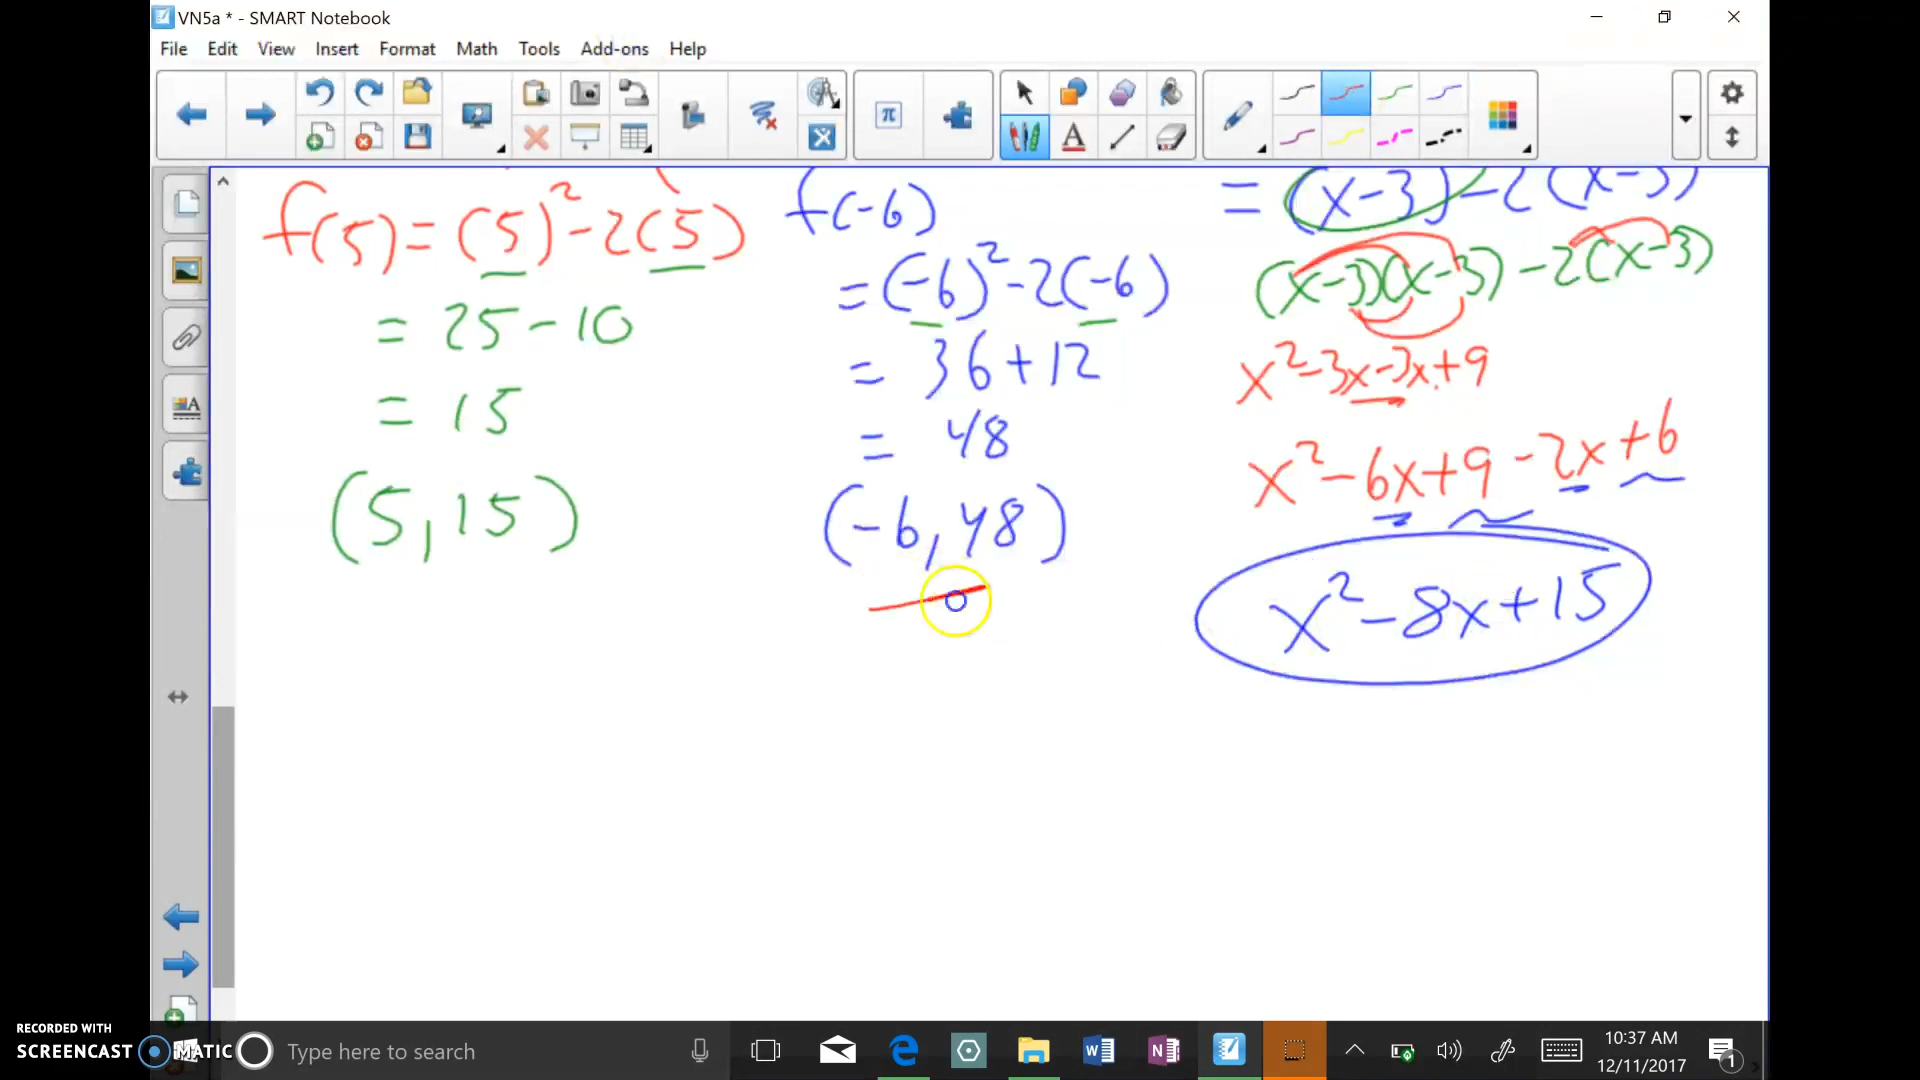 VN5a * - SMART Notebook
File Edit View Insert Format Math Tools Add-ons Help
f(5) = (5)² - 2(5)
= 25 - 10
= 15
(5, 15)
f(-6)
= (-6)² - 2(-6)
= 36 + 12
= 48
(-6, 48)
= (x - 3) - 2(x - 3)
(x - 3)(x - 3) - 2(x - 3)
x² - 3x - 3x + 9
x² - 6x + 9 - 2x + 6
x² - 8x + 15
RECORDED WITH
SCREENCAST MATIC
Type here to search
10:37 AM
12/11/2017
1